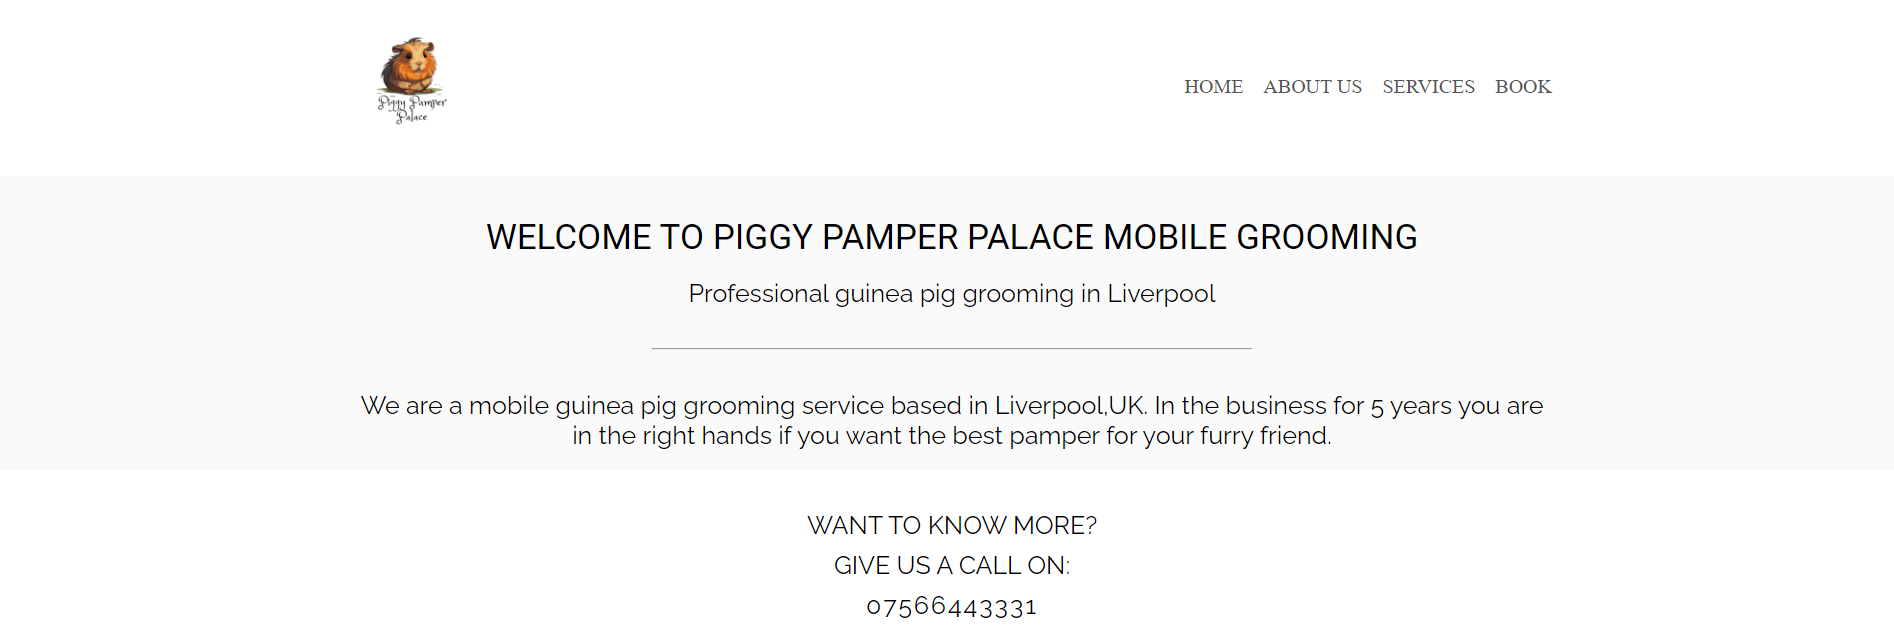 Piggy Pamper
Palace
HOME ABOUT US SERVICES BOOK
WELCOME TO PIGGY PAMPER PALACE MOBILE GROOMING
Professional guinea pig grooming in Liverpool
We are a mobile guinea pig grooming service based in Liverpool,UK. In the business for 5 years you are
in the right hands if you want the best pamper for your furry friend.
WANT TO KNOW MORE?
GIVE US A CALL ON:
07566443331